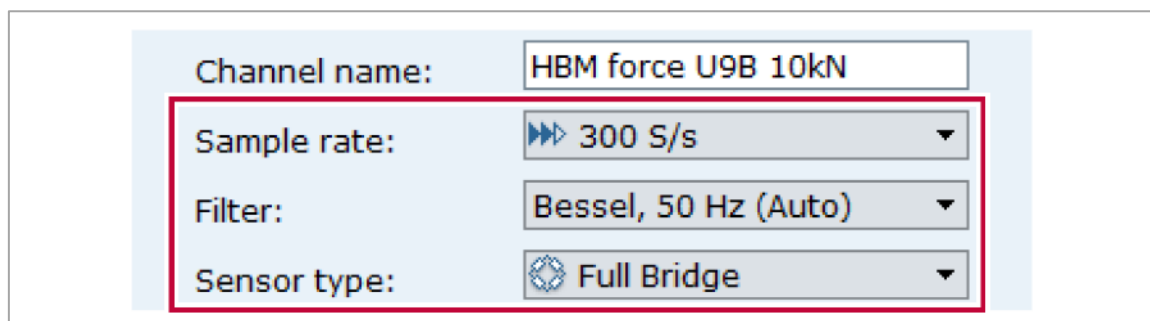 Channel name: HBM force U9B 10kN
Sample rate: 300 S/s
Filter: Bessel, 50 Hz (Auto)
Sensor type: Full Bridge